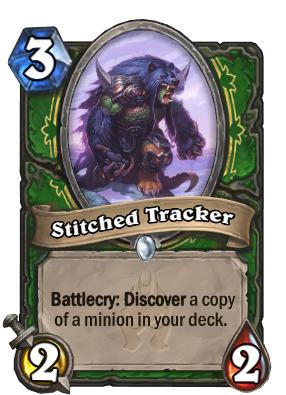 3
Stitched Tracker
Battlecry: Discover a copy
of a minion in your deck.
2
2